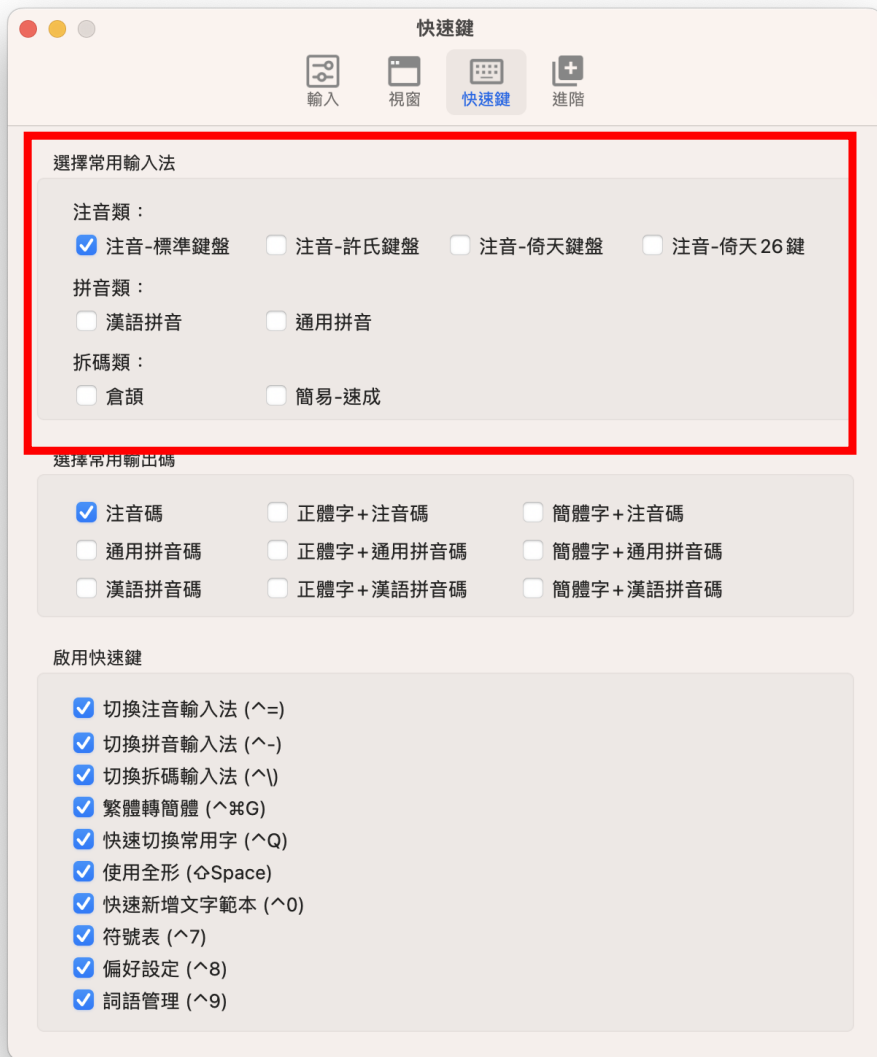 快速鍵
輸入 視窗 快速鍵 進階
選擇常用輸入法
注音類：
注音-標準鍵盤 注音-許氏鍵盤 注音-倚天鍵盤 注音-倚天26鍵
拼音類：
漢語拼音 通用拼音
拆碼類：
倉頡 簡易-速成
選擇常用輸出碼
注音碼 正體字+注音碼 簡體字+注音碼
通用拼音碼 正體字+通用拼音碼 簡體字+通用拼音碼
漢語拼音碼 正體字+漢語拼音碼 簡體字+漢語拼音碼
啟用快速鍵
切換注音輸入法 (^=)
切換拼音輸入法 (^-)
切換拆碼輸入法 (^\)
繁體轉簡體 (^⌘G)
快速切換常用字 (^Q)
使用全形 (⇧Space)
快速新增文字範本 (^0)
符號表 (^7)
偏好設定 (^8)
詞語管理 (^9)